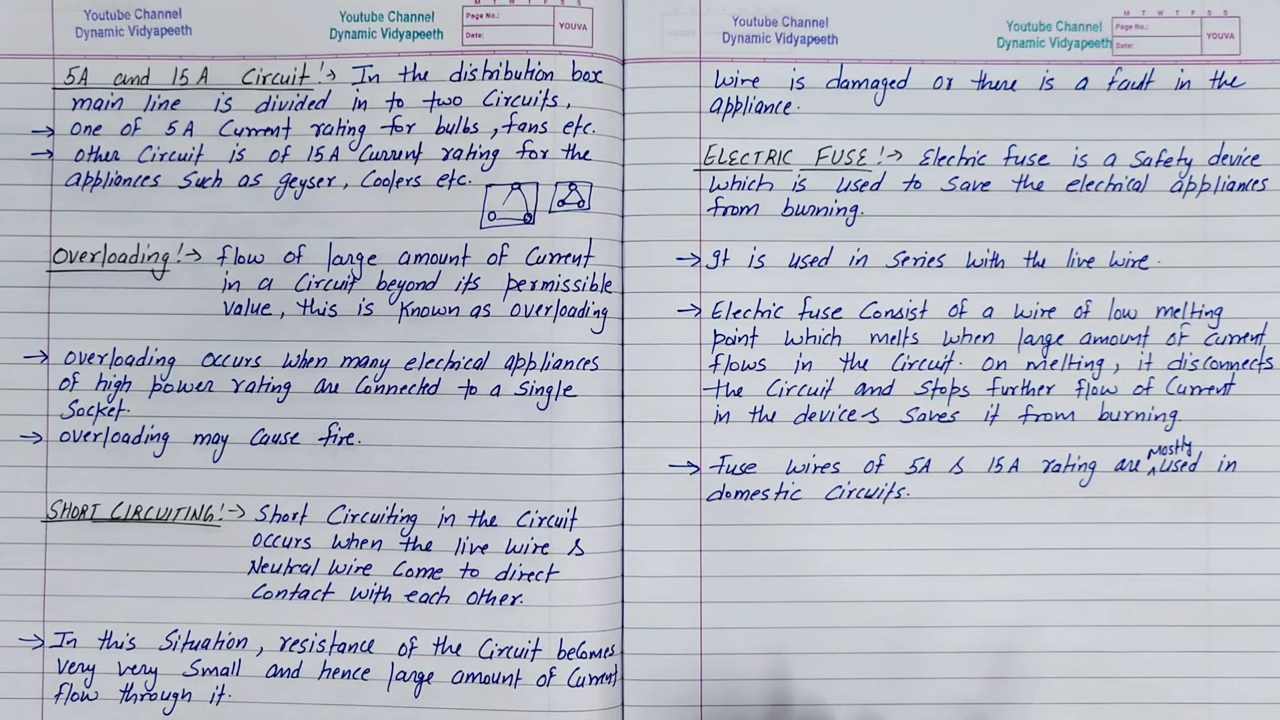 Youtube Channel
Dynamic Vidyapeeth
Youtube Channel
Dynamic Vidyapeeth
M T W T F S S
Page No.:
Date:
YOUVA
5A and 15 A Circuit!→ In the distribution box
main line is divided in to two Circuits,
→ one of 5A Current rating for bulbs, fans etc.
→ other Circuit is of 15A Current rating for the
appliances Such as geyser, Coolers etc.
Overloading!→ flow of large amount of Current
in a Circuit beyond its permissible
value, this is known as overloading
→ overloading occurs when many electrical appliances
of high power rating are Connected to a Single
Socket.
→ overloading may Cause fire.
SHORT CIRCUITING!→ Short Circuiting in the Circuit
occurs when the live wire &
Neutral wire Come to direct
Contact with each other.
→ In this Situation, resistance of the Circuit becomes
very very Small and hence large amount of Current
flow through it.
Youtube Channel
Dynamic Vidyapeeth
Youtube Channel
Dynamic Vidyapeeth
M T W T F S S
Page No.:
Date:
YOUVA
wire is damaged or there is a fault in the
appliance.
ELECTRIC FUSE!→ Electric fuse is a Safety device
which is used to Save the electrical appliances
from burning.
→ It is used in Series with the live wire.
→ Electric fuse Consist of a wire of low melting
point which melts when large amount of Current
flows in the Circuit. On melting, it disconnects
the Circuit and Stops further flow of Current
in the device & Saves it from burning.
→ Fuse wires of 5A & 15A rating are Mostly used in
domestic Circuits.